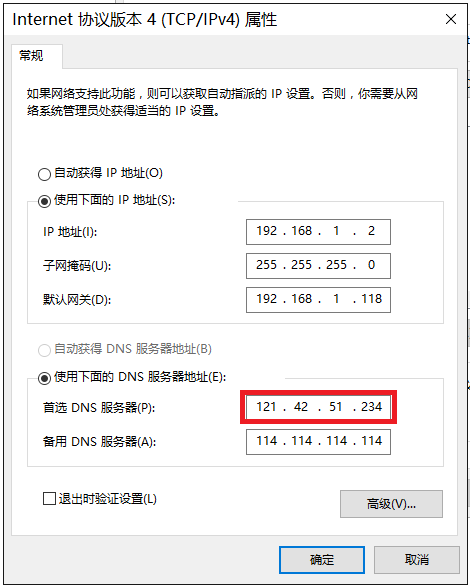 Internet 协议版本 4 (TCP/IPv4) 属性
常规
如果网络支持此功能，则可以获取自动指派的 IP 设置。否则，你需要从网
络系统管理员处获得适当的 IP 设置。
自动获得 IP 地址(O)
使用下面的 IP 地址(S):
IP 地址(I):
192 . 168 . 1 . 2
子网掩码(U):
255 . 255 . 255 . 0
默认网关(D):
192 . 168 . 1 . 118
自动获得 DNS 服务器地址(B)
使用下面的 DNS 服务器地址(E):
首选 DNS 服务器(P):
121 . 42 . 51 . 234
备用 DNS 服务器(A):
114 . 114 . 114 . 114
退出时验证设置(L)
高级(V)...
确定
取消